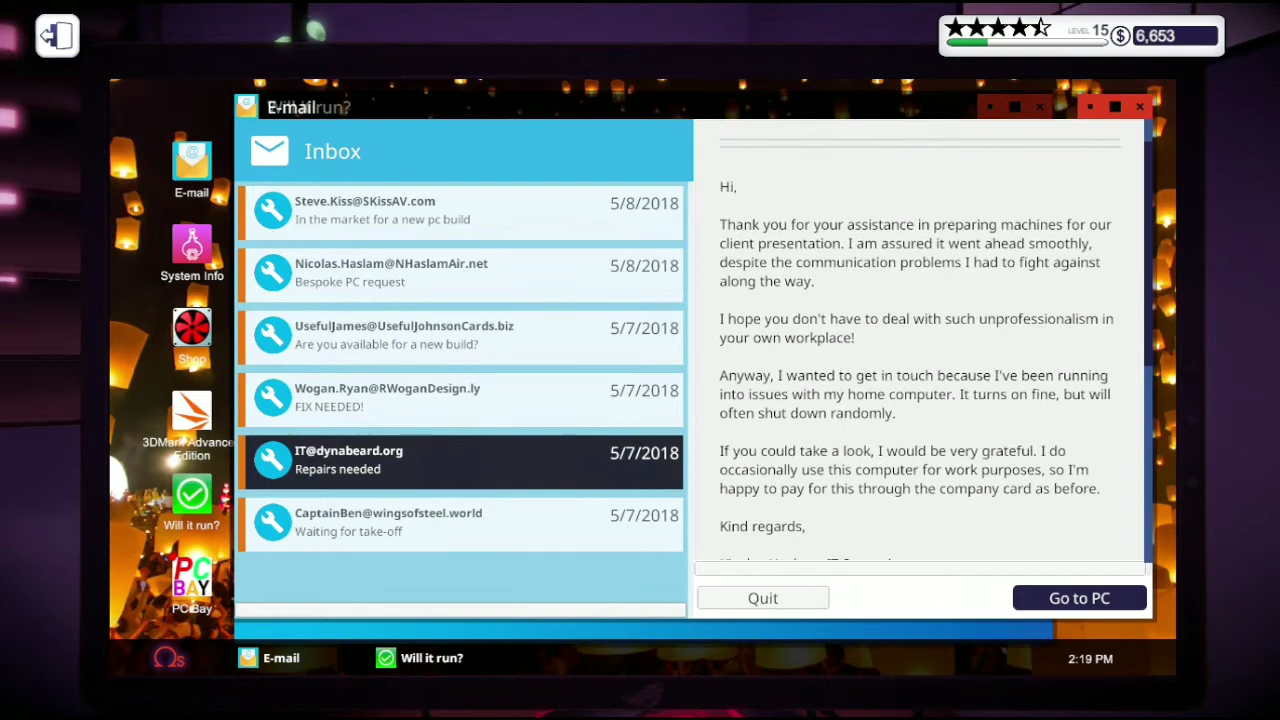 LEVEL 15
$ 6,653
E-mail
Inbox
E-mail
System Info
Shop
3DMark Advance
Edition
Will it run?
PC BAY
PC Bay
Steve.Kiss@SKissAV.com 5/8/2018
In the market for a new pc build
Nicolas.Haslam@NHaslamAir.net 5/8/2018
Bespoke PC request
UsefulJames@UsefulJohnsonCards.biz 5/7/2018
Are you available for a new build?
Wogan.Ryan@RWoganDesign.ly 5/7/2018
FIX NEEDED!
IT@dynabeard.org 5/7/2018
Repairs needed
CaptainBen@wingsofsteel.world 5/7/2018
Waiting for take-off
Hi,
Thank you for your assistance in preparing machines for our
client presentation. I am assured it went ahead smoothly,
despite the communication problems I had to fight against
along the way.
I hope you don't have to deal with such unprofessionalism in
your own workplace!
Anyway, I wanted to get in touch because I've been running
into issues with my home computer. It turns on fine, but will
often shut down randomly.
If you could take a look, I would be very grateful. I do
occasionally use this computer for work purposes, so I'm
happy to pay for this through the company card as before.
Kind regards,
Quit
Go to PC
E-mail
Will it run?
2:19 PM